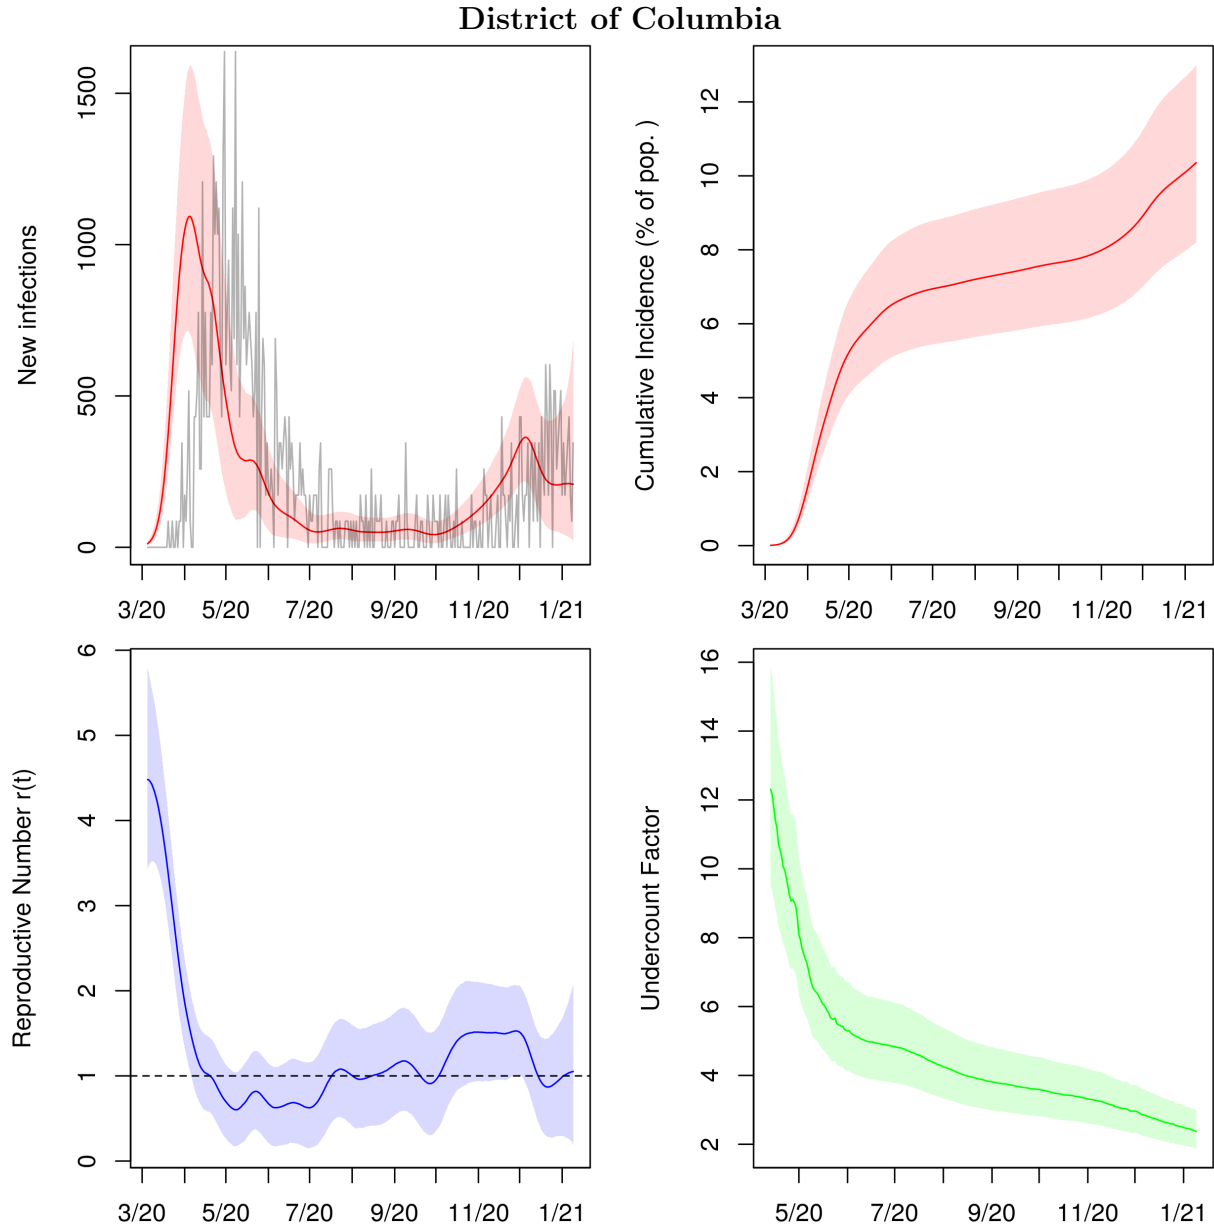 District of Columbia
New infections
1500
1000
500
0
3/20 5/20 7/20 9/20 11/20 1/21
Cumulative Incidence (% of pop. )
12
10
8
6
4
2
0
3/20 5/20 7/20 9/20 11/20 1/21
Reproductive Number r(t)
6
5
4
3
2
1
0
3/20 5/20 7/20 9/20 11/20 1/21
Undercount Factor
16
14
12
10
8
6
4
2
5/20 7/20 9/20 11/20 1/21